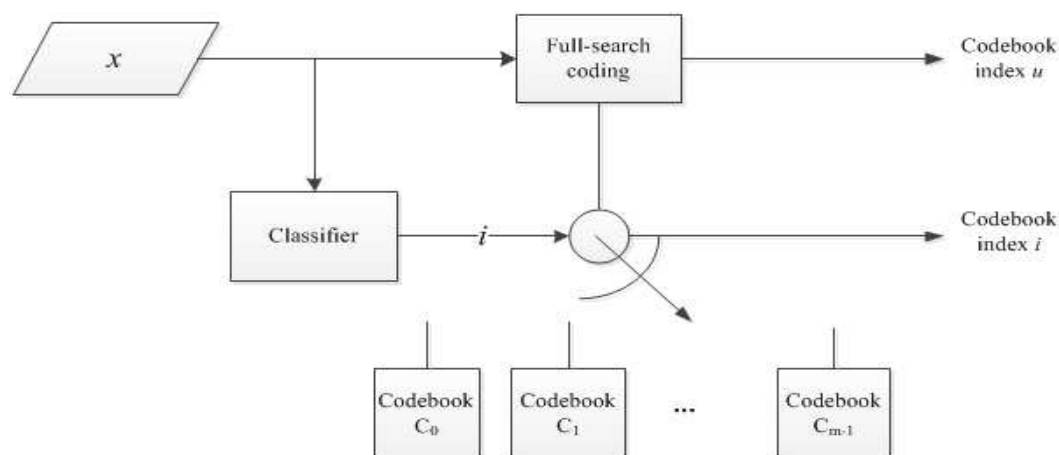 x
Full-search
coding
Codebook
index u
Classifier
i
Codebook
index i
Codebook
C₀
Codebook
C₁
...
Codebook
Cₘ₋₁